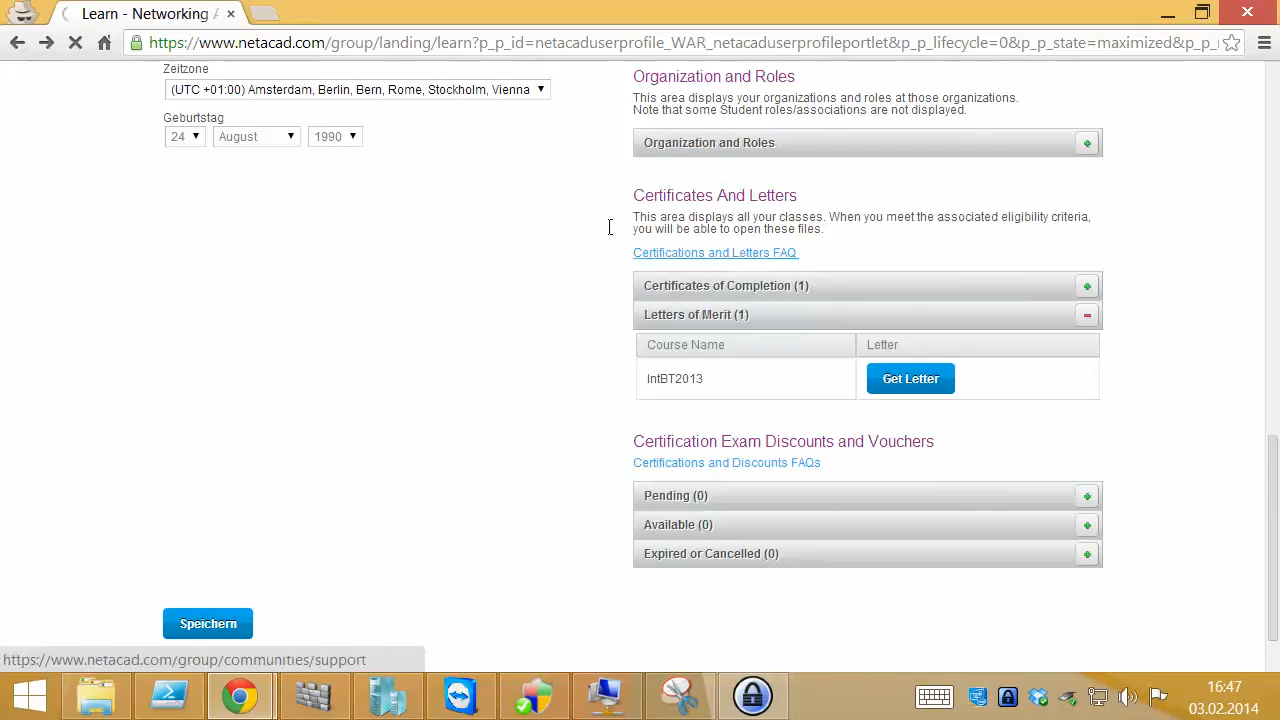 Learn - Networking A
https://www.netacad.com/group/landing/learn?p_p_id=netacaduserprofile_WAR_netacaduserprofileportlet&p_p_lifecycle=0&p_p_state=maximized&p_p_
Zeitzone
(UTC +01:00) Amsterdam, Berlin, Bern, Rome, Stockholm, Vienna
Geburtstag
24 August 1990
Organization and Roles
This area displays your organizations and roles at those organizations.
Note that some Student roles/associations are not displayed.
Organization and Roles
Certificates And Letters
This area displays all your classes. When you meet the associated eligibility criteria,
you will be able to open these files.
Certifications and Letters FAQ
Certificates of Completion (1)
Letters of Merit (1)
Course Name Letter
IntBT2013 Get Letter
Certification Exam Discounts and Vouchers
Certifications and Discounts FAQs
Pending (0)
Available (0)
Expired or Cancelled (0)
Speichern
https://www.netacad.com/group/communities/support
16:47
03.02.2014